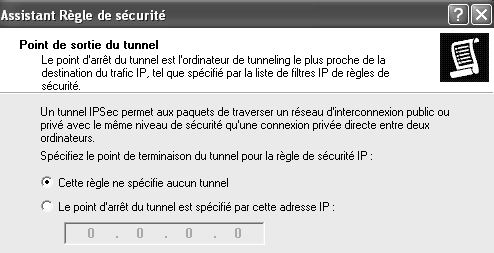 Assistant Règle de sécurité
Point de sortie du tunnel
Le point d'arrêt du tunnel est l'ordinateur de tunneling le plus proche de la
destination du trafic IP, tel que spécifié par la liste de filtres IP de règles de
sécurité.
Un tunnel IPSec permet aux paquets de traverser un réseau d'interconnexion public ou
privé avec le même niveau de sécurité qu'une connexion privée directe entre deux
ordinateurs.
Spécifiez le point de terminaison du tunnel pour la règle de sécurité IP :
Cette règle ne spécifie aucun tunnel
Le point d'arrêt du tunnel est spécifié par cette adresse IP :
0 . 0 . 0 . 0